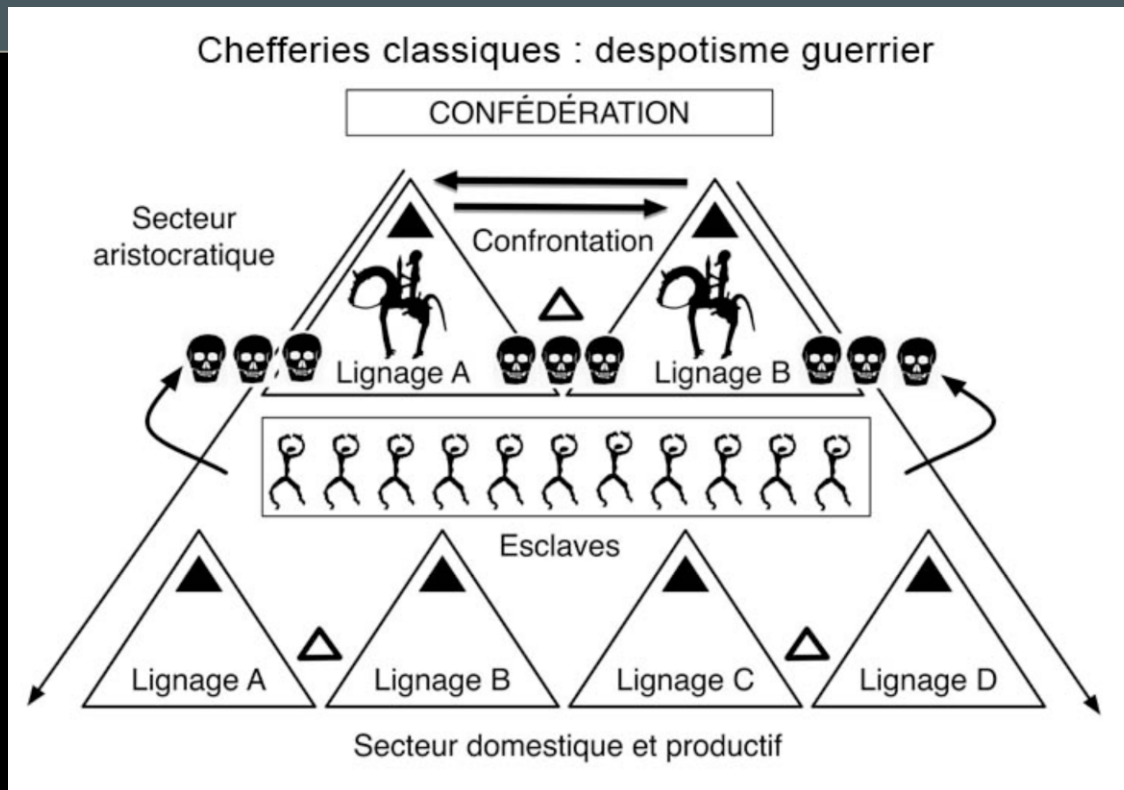 Chefferies classiques : despotisme guerrier
CONFÉDÉRATION
Secteur
aristocratique
Confrontation
Lignage A
Lignage B
Esclaves
Lignage A
Lignage B
Lignage C
Lignage D
Secteur domestique et productif